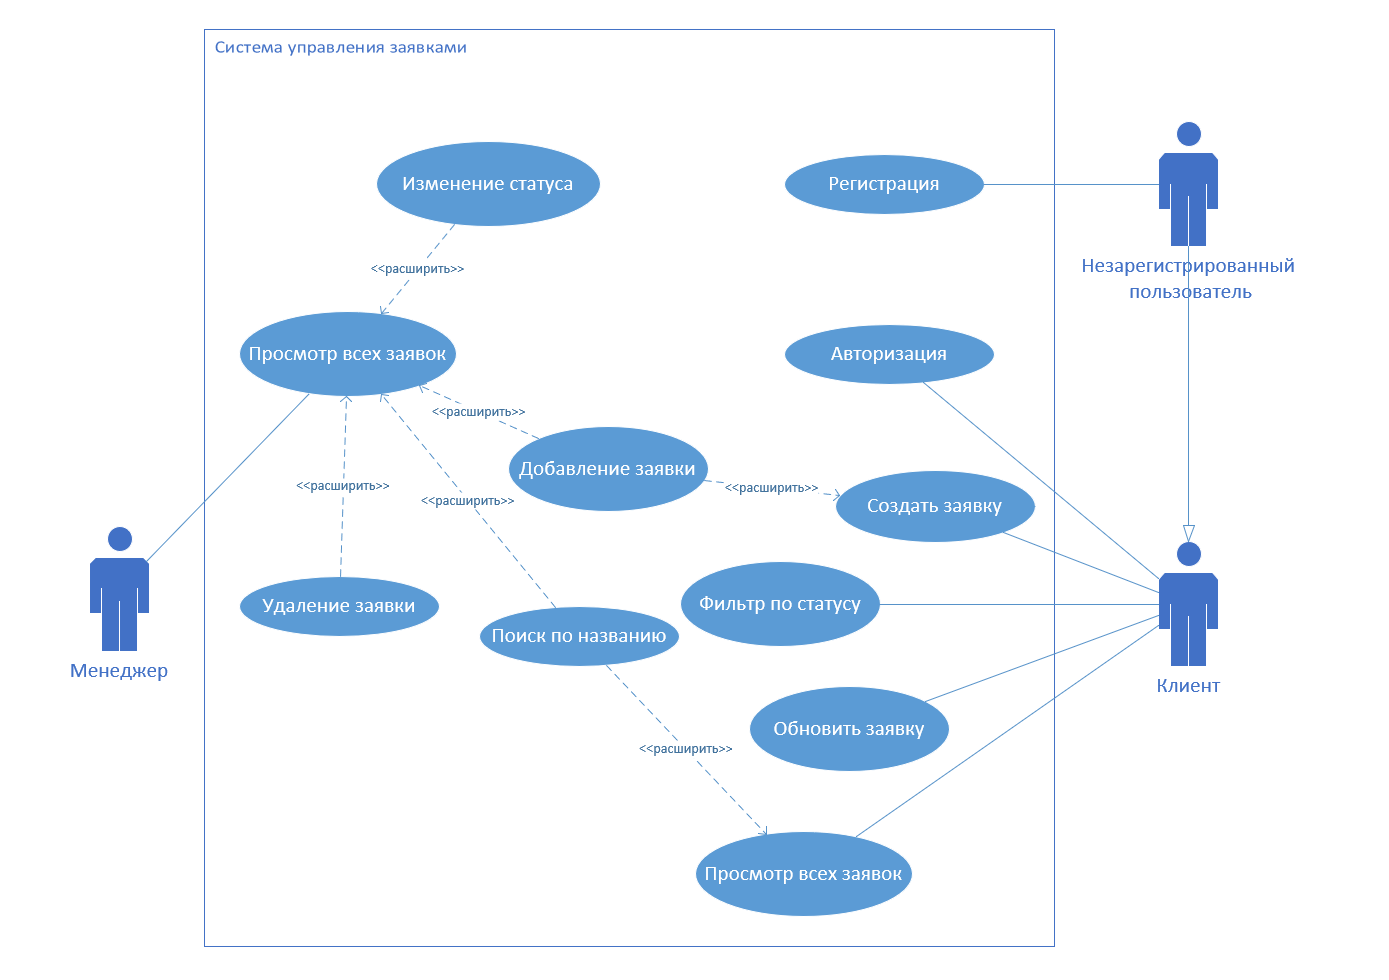 Система управления заявками
Изменение статуса
Регистрация
<<расширить>>
Незарегистрированный
пользователь
Просмотр всех заявок
Авторизация
<<расширить>>
Добавление заявки
<<расширить>>
<<расширить>>
<<расширить>>
Создать заявку
Удаление заявки
Фильтр по статусу
Поиск по названию
Менеджер
Клиент
Обновить заявку
<<расширить>>
Просмотр всех заявок